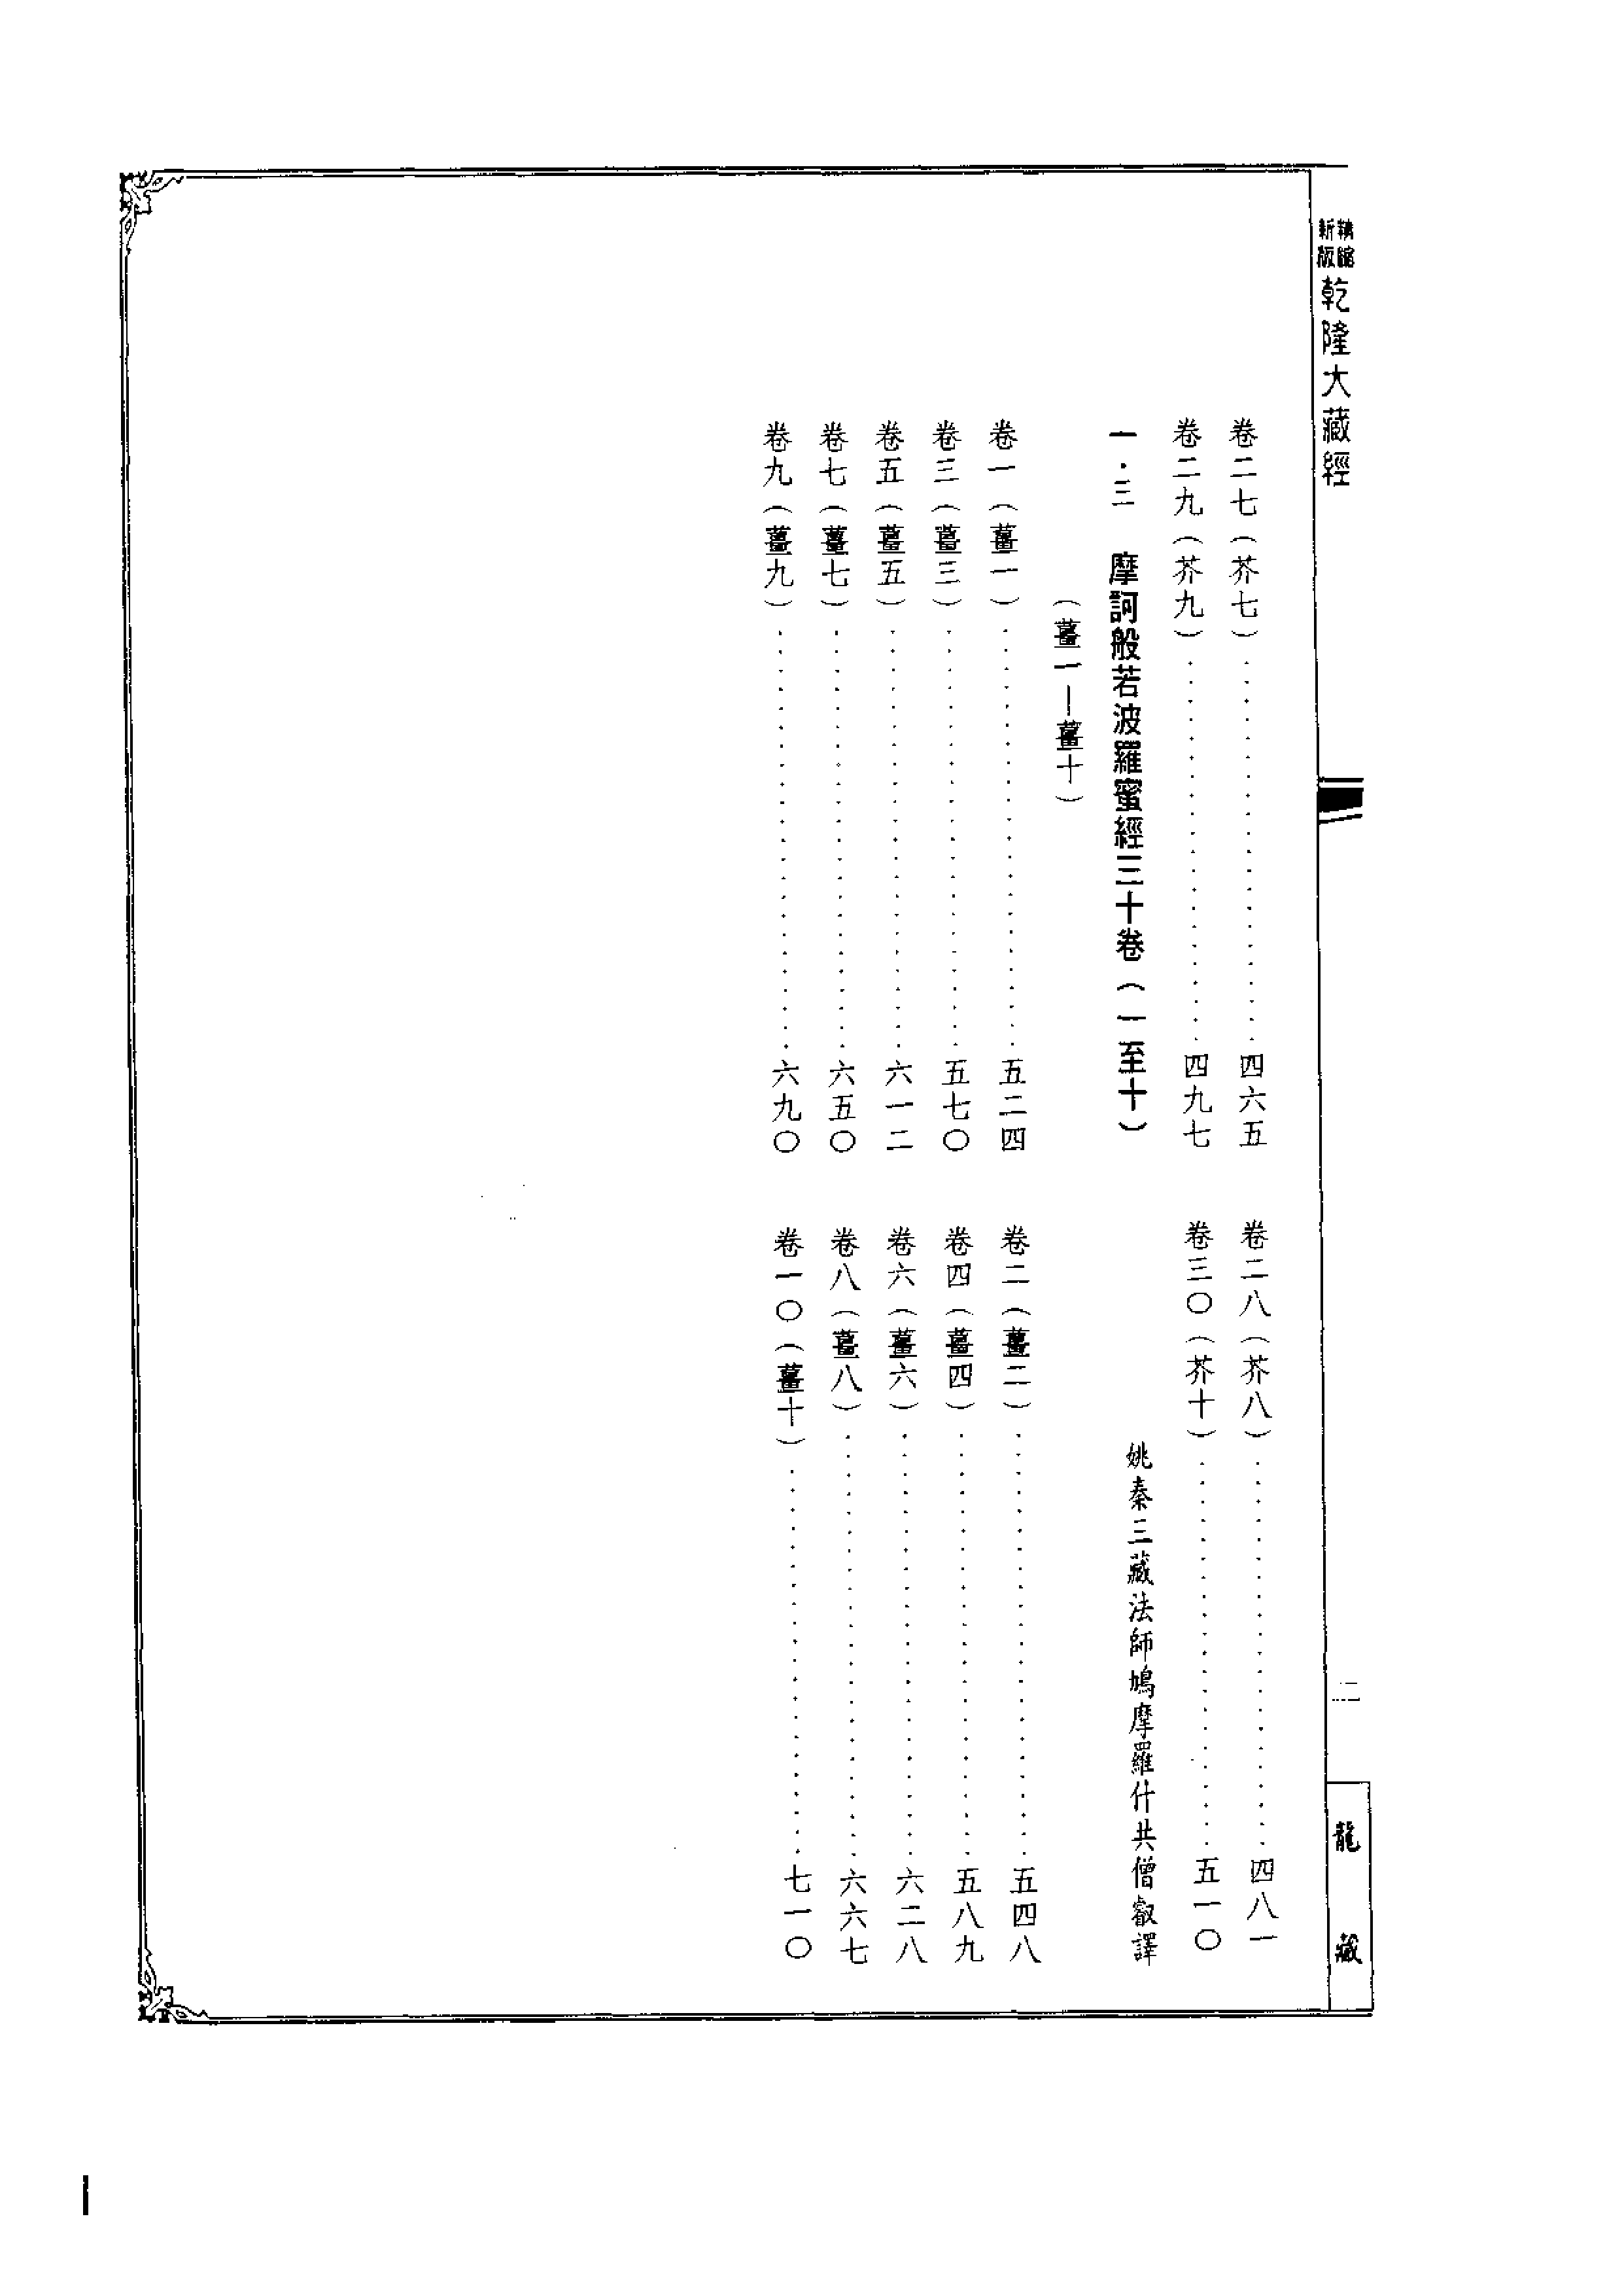 新版
乾隆大藏經
二
龍藏
卷二七（芥七）……四六五
卷二八（芥八）……四八一
卷二九（芥九）……四九七
卷三〇（芥十）……五一〇
一·三 摩訶般若波羅蜜經三十卷（一至十）
姚秦三藏法師鳩摩羅什共僧叡譯
（薑一—薑十）
卷一（薑一）……五二四
卷二（薑二）……五四八
卷三（薑三）……五七〇
卷四（薑四）……五八九
卷五（薑五）……六一二
卷六（薑六）……六二八
卷七（薑七）……六五〇
卷八（薑八）……六六七
卷九（薑九）……六九〇
卷一〇（薑十）……七一〇